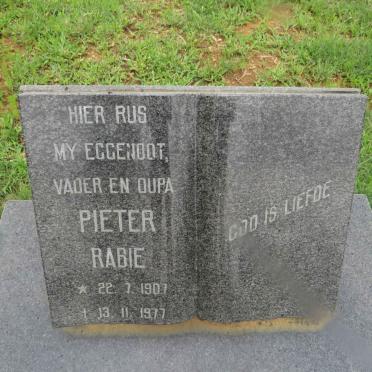 HIER RUS
MY EGGENOOT,
VADER EN OUPA
PIETER
RABIE
* 22. 7. 1907
† 13. 11. 1977
GOD IS LIEFDE